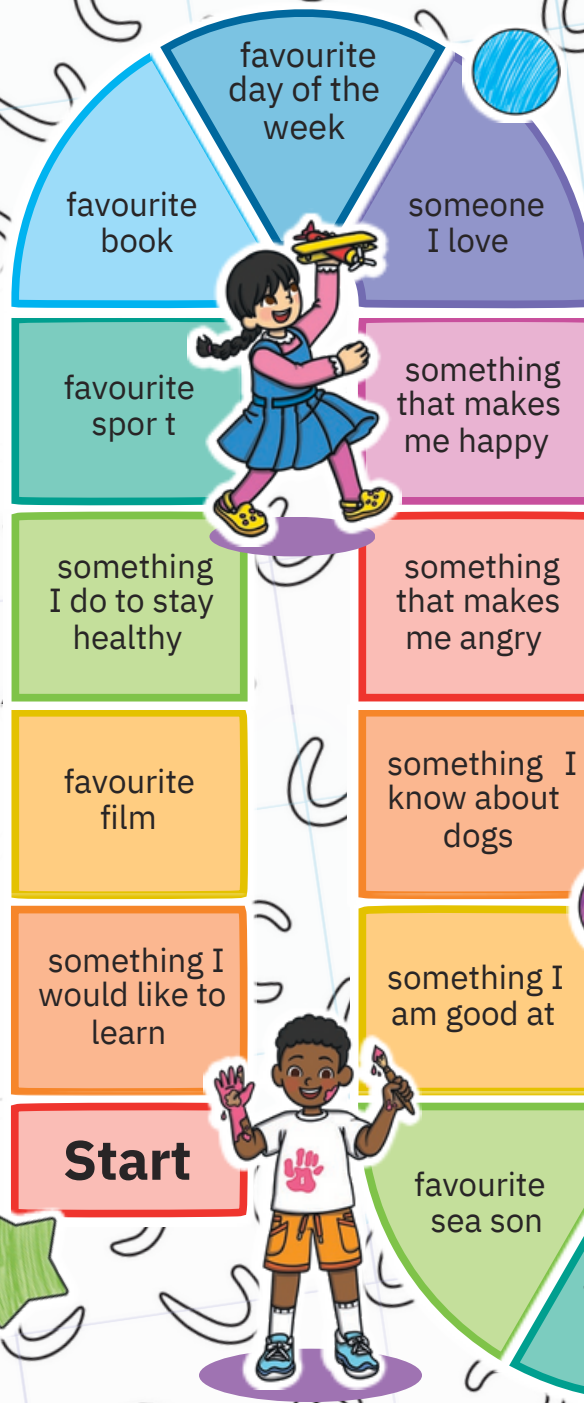 Start
something I
would like to
learn
favourite
film
something
I do to stay
healthy
favourite
spor t
favourite
book
favourite
day of the
week
someone
I love
something
that makes
me happy
something
that makes
me angry
something I
know about
dogs
something I
am good at
favourite
sea son